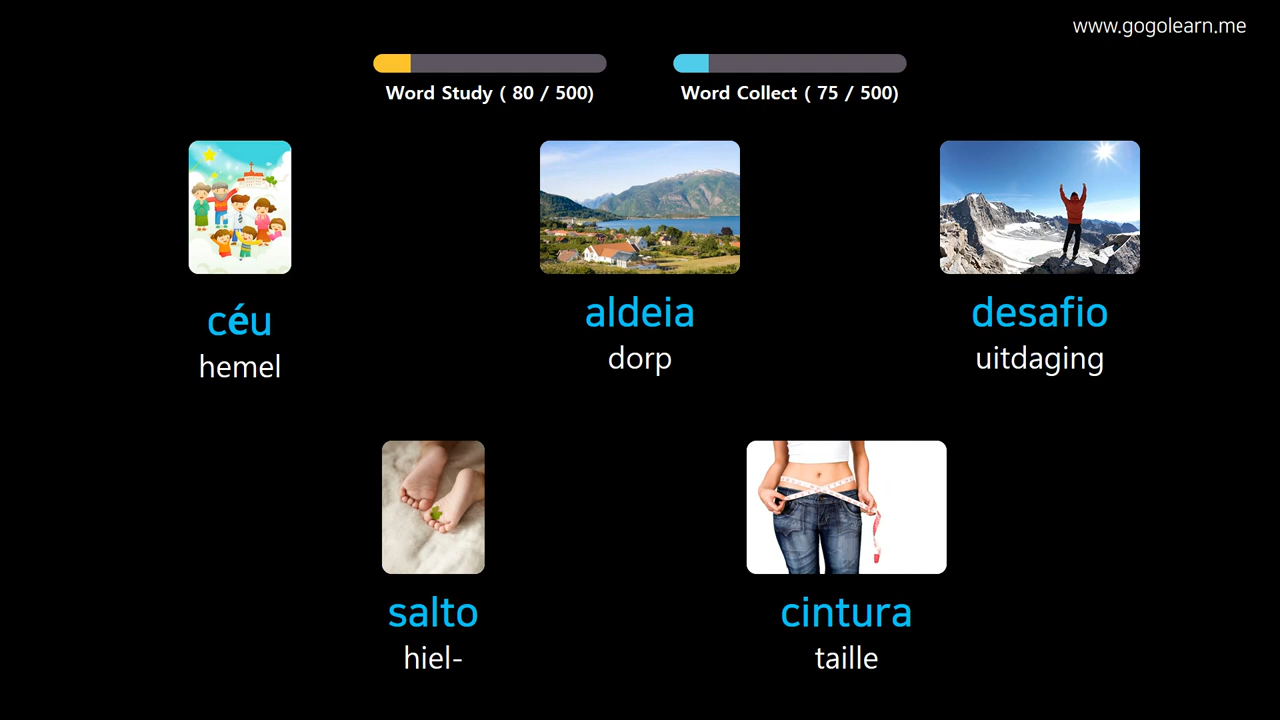 www.gogolearn.me
Word Study ( 80 / 500)
Word Collect ( 75 / 500)
céu
hemel
aldeia
dorp
desafio
uitdaging
salto
hiel-
cintura
taille